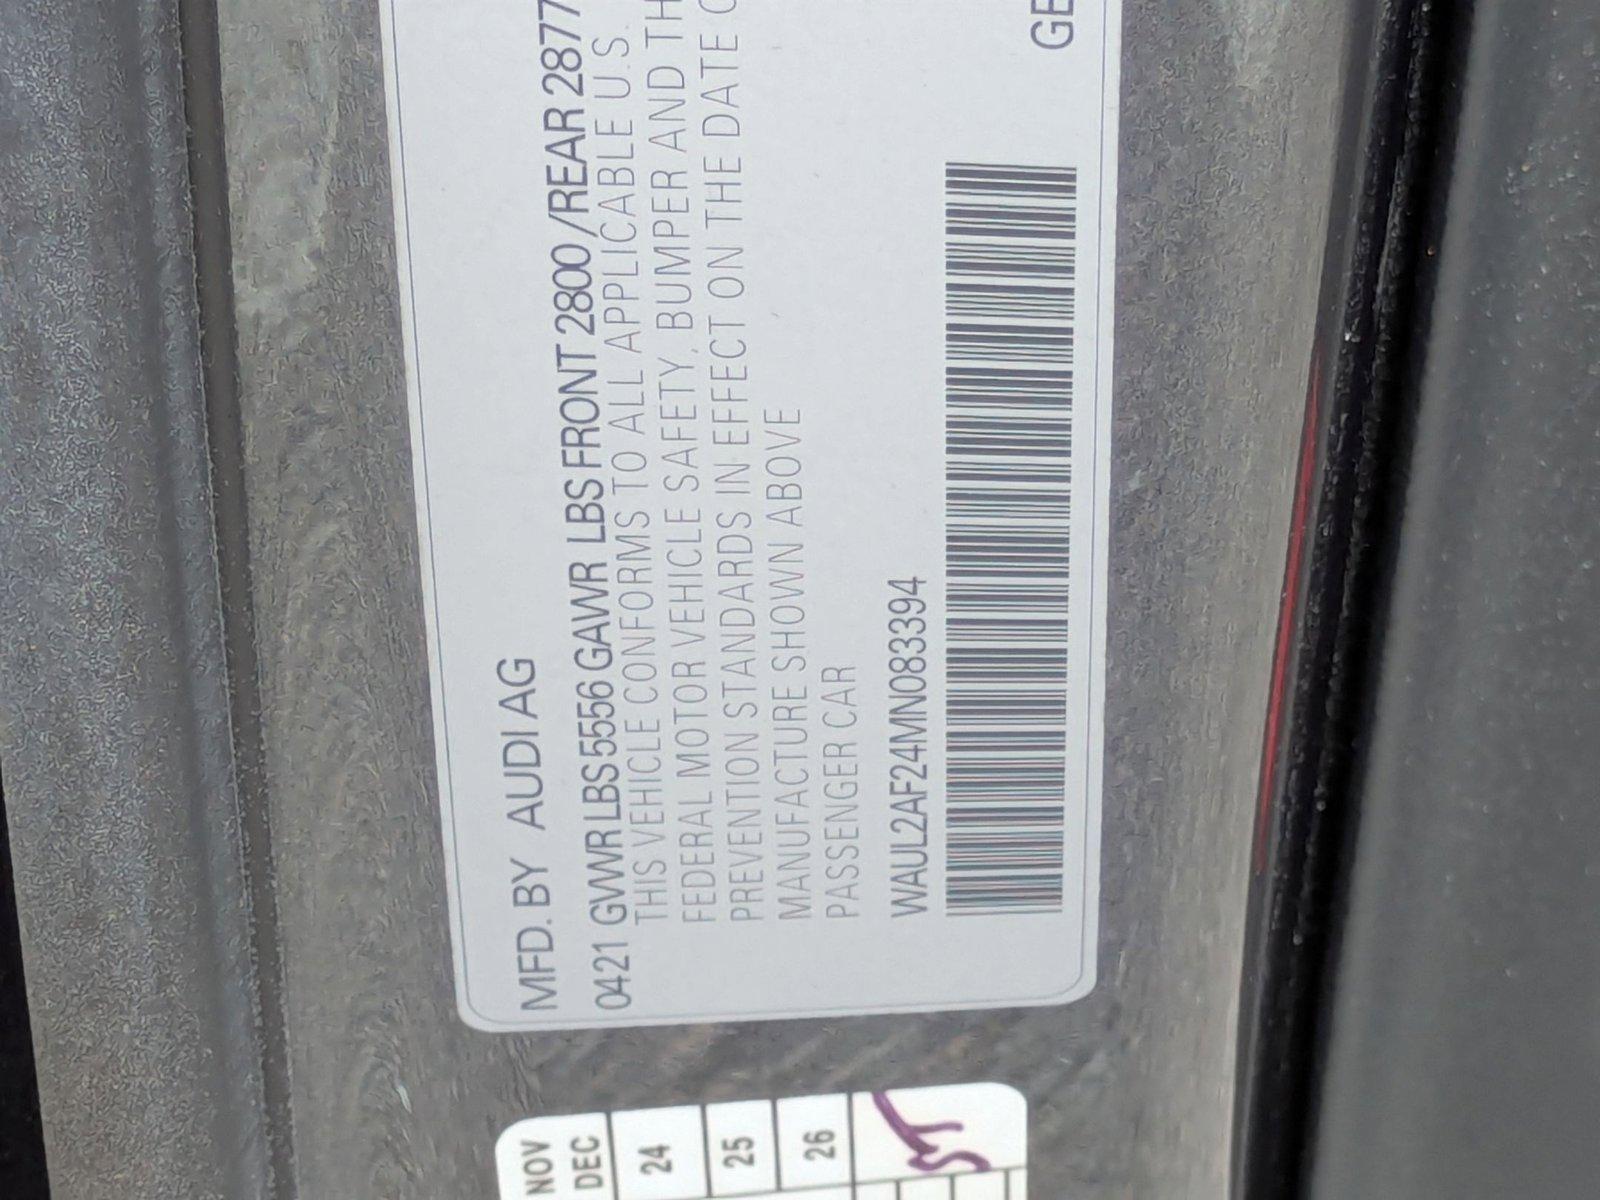 MFD. BY AUDI AG
0421 GVWR LBS 5556 GAWR LBS FRONT 2800 /REAR 2877
THIS VEHICLE CONFORMS TO ALL APPLICABLE U.S.
FEDERAL MOTOR VEHICLE SAFETY, BUMPER AND TH
PREVENTION STANDARDS IN EFFECT ON THE DATE O
MANUFACTURE SHOWN ABOVE
PASSENGER CAR
WAUL2AF24MN083394
GE
NOV
DEC
24
25
26